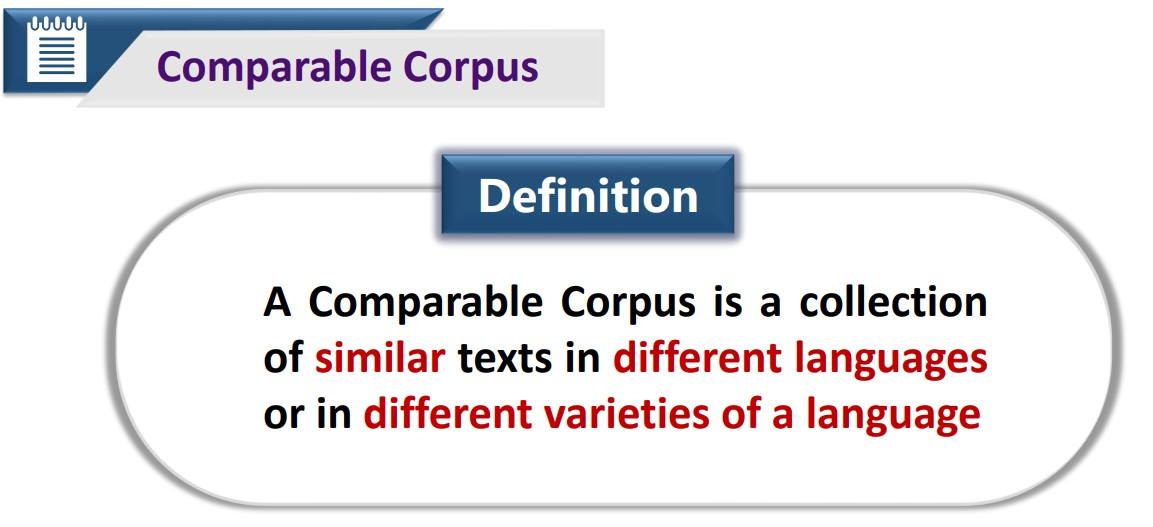 Comparable Corpus
Definition
A Comparable Corpus is a collection
of similar texts in different languages
or in different varieties of a language